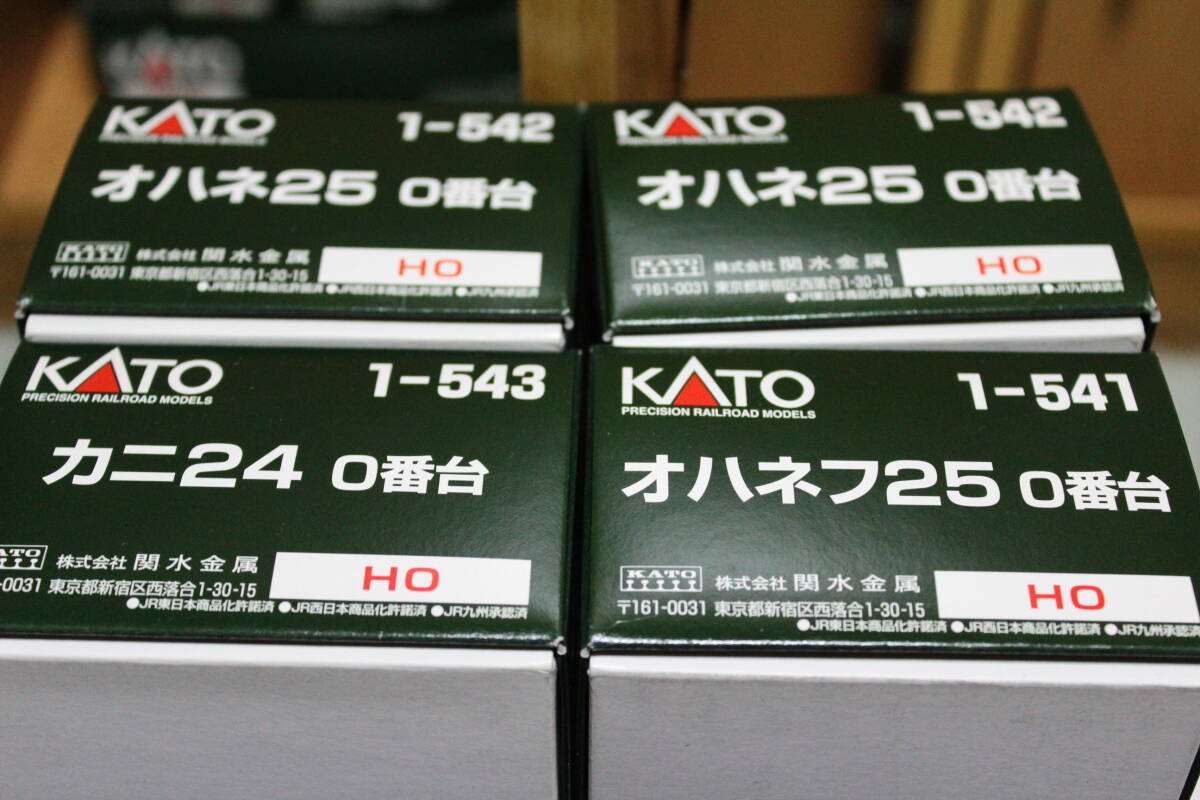 KATO 1-542
PRECISION RAILROAD MODELS
オハネ25 0番台
KATO 株式会社 関水金属 HO
〒161-0031 東京都新宿区西落合1-30-15
●JR東日本商品化許諾済 ●JR西日本商品化許諾済 ●JR九州承認済
KATO 1-542
PRECISION RAILROAD MODELS
オハネ25 0番台
KATO 株式会社 関水金属 HO
〒161-0031 東京都新宿区西落合1-30-15
●JR東日本商品化許諾済 ●JR西日本商品化許諾済 ●JR九州承認済
KATO 1-543
PRECISION RAILROAD MODELS
カニ24 0番台
KATO 株式会社 関水金属 HO
-0031 東京都新宿区西落合1-30-15
●JR東日本商品化許諾済 ●JR西日本商品化許諾済 ●JR九州承認済
KATO 1-541
PRECISION RAILROAD MODELS
オハネフ25 0番台
KATO 株式会社 関水金属 HO
〒161-0031 東京都新宿区西落合1-30-15
●JR東日本商品化許諾済 ●JR西日本商品化許諾済 ●JR九州承認済